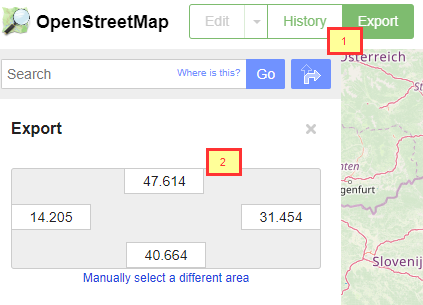 OpenStreetMap
Edit
History
Export
1
Search
Where is this?
Go
Österreich
Export
2
47.614
14.205
31.454
40.664
Manually select a different area
genfurt
Slovenij